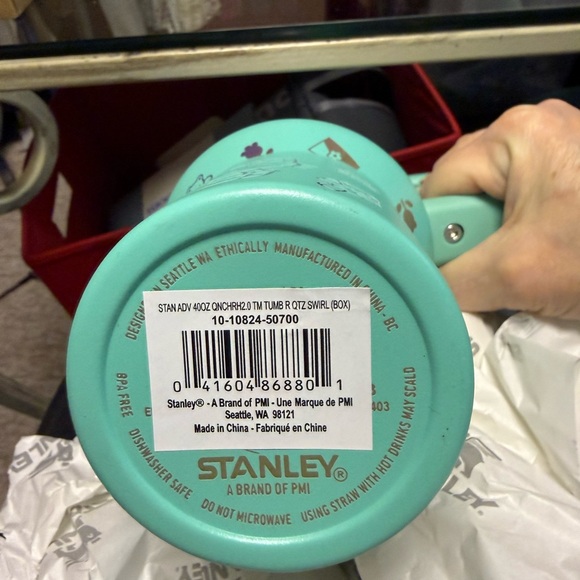 DESIGNED IN SEATTLE WA ETHICALLY MANUFACTURED IN CHINA - BC
STAN ADV 40OZ QNCHRH2.0 TM TUMB R QTZ SWIRL (BOX)
10-10824-50700
0 41604 86880 1
Stanley® - A Brand of PMI - Une Marque de PMI
Seattle, WA 98121
Made in China - Fabriqué en Chine
403
STANLEY®
A BRAND OF PMI
BPA FREE DISHWASHER SAFE DO NOT MICROWAVE USING STRAW WITH HOT DRINKS MAY SCALD
STANLEY